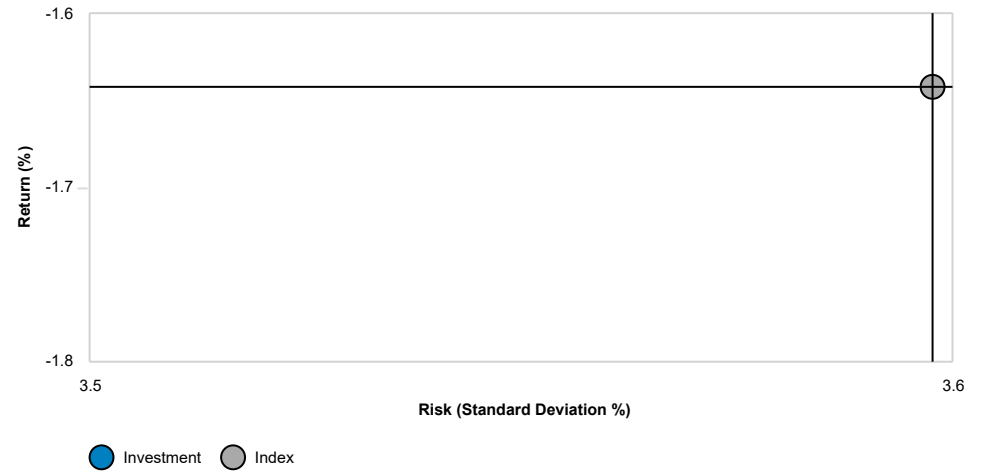 -1.6
-1.7
-1.8
Return (%)
3.5
3.6
Risk (Standard Deviation %)
Investment
Index